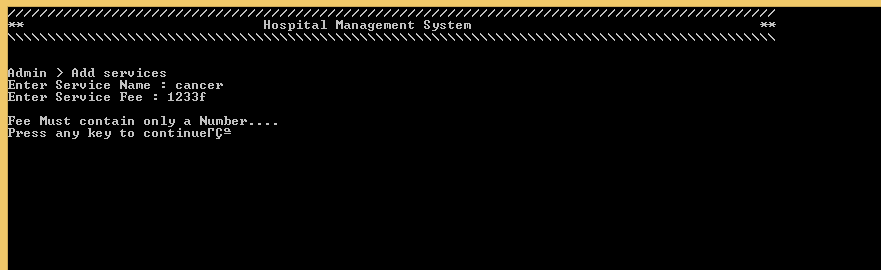 ////////////////////////////////////////////////////////////////////////////////////////////////
** Hospital Management System **
\\\\\\\\\\\\\\\\\\\\\\\\\\\\\\\\\\\\\\\\\\\\\\\\\\\\\\\\\\\\\\\\\\\\\\\\\\\\\\\\\\\\\\\\\\\\\\\\
Admin > Add services
Enter Service Name : cancer
Enter Service Fee : 1233f
Fee Must contain only a Number....
Press any key to continueΓÇª